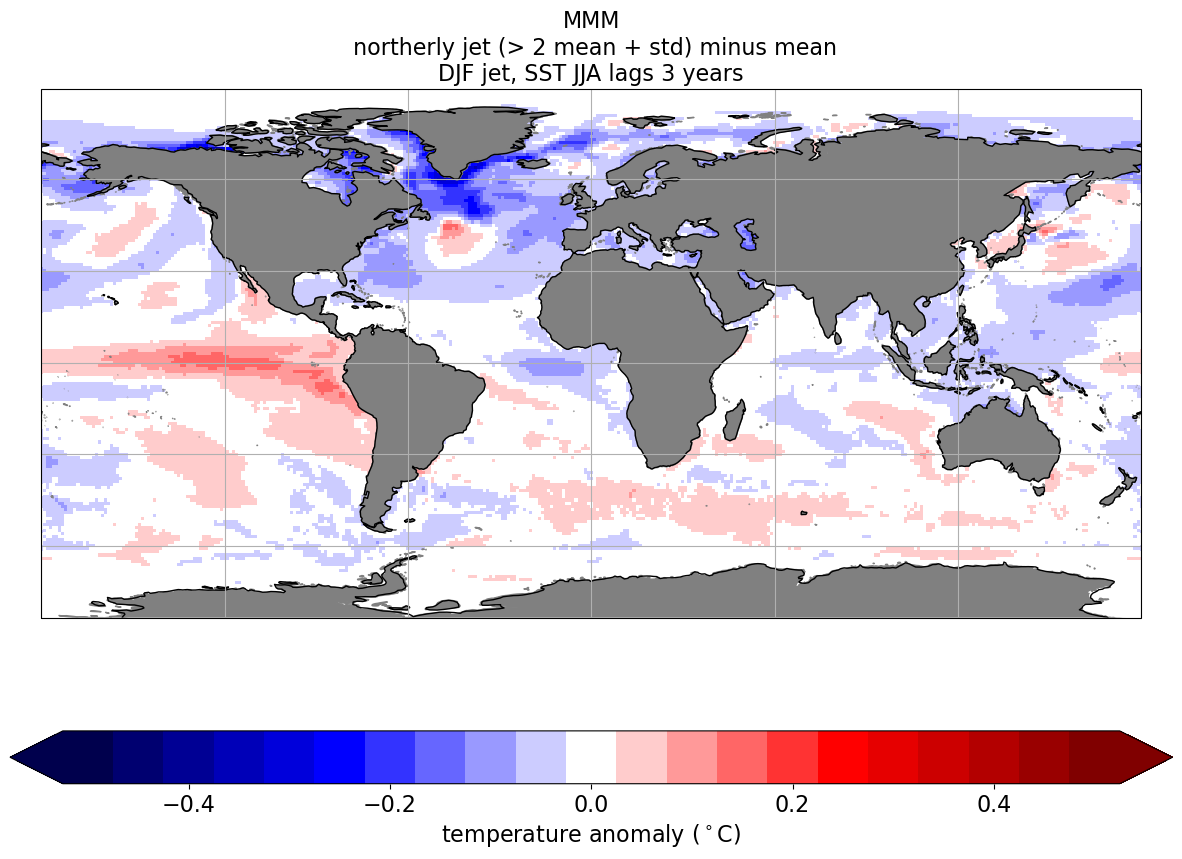 MMM
northerly jet (> 2 mean + std) minus mean
DJF jet, SST JJA lags 3 years
−0.4 −0.2 0.0 0.2 0.4
temperature anomaly (°C)